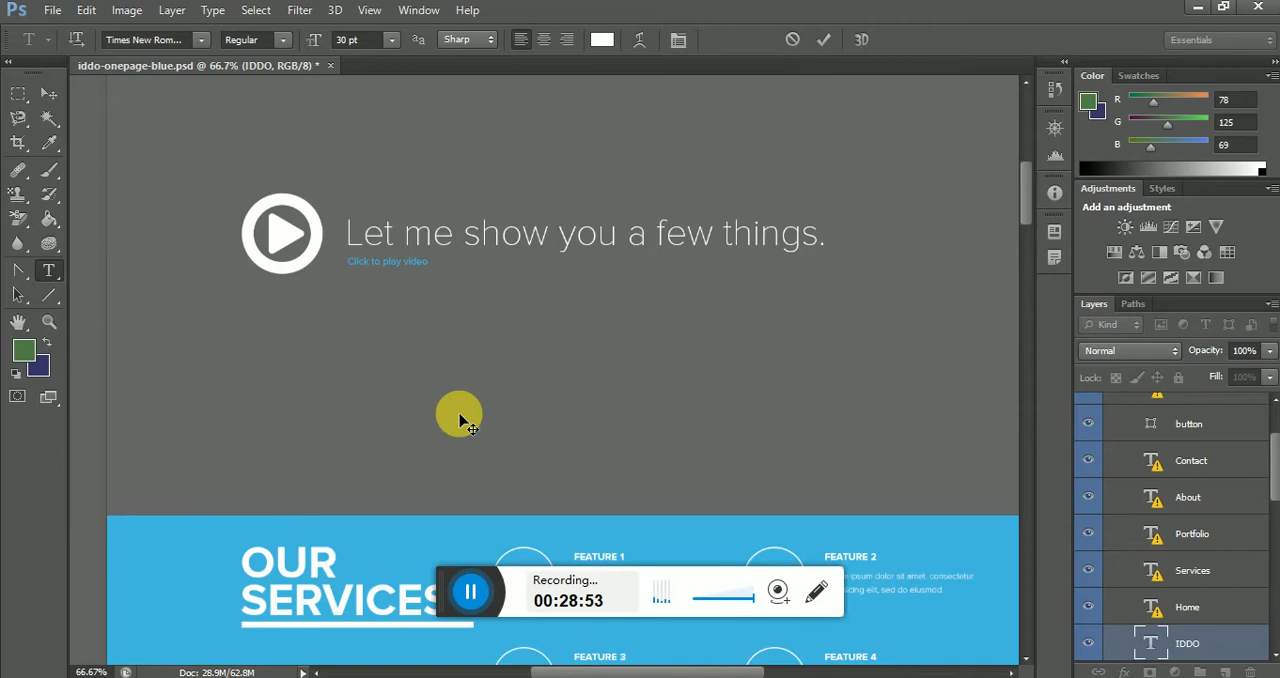 Ps File Edit Image Layer Type Select Filter 3D View Window Help
T Times New Rom... Regular 30 pt Sharp 3D Essentials
iddo-onepage-blue.psd @ 66.7% (IDDO, RGB/8) *
Color Swatches
R 78
G 125
B 69
Adjustments Styles
Add an adjustment
Let me show you a few things.
Click to play video
Layers Paths
Kind
Normal Opacity: 100%
Lock: Fill: 100%
button
Contact
About
Portfolio
Services
Home
IDDO
OUR
SERVICES
FEATURE 1
FEATURE 2
ipsum dolor sit amet, consectetur
sed do eiusmod.
Recording...
00:28:53
FEATURE 3
FEATURE 4
66.67% Doc: 28.9M/62.8M